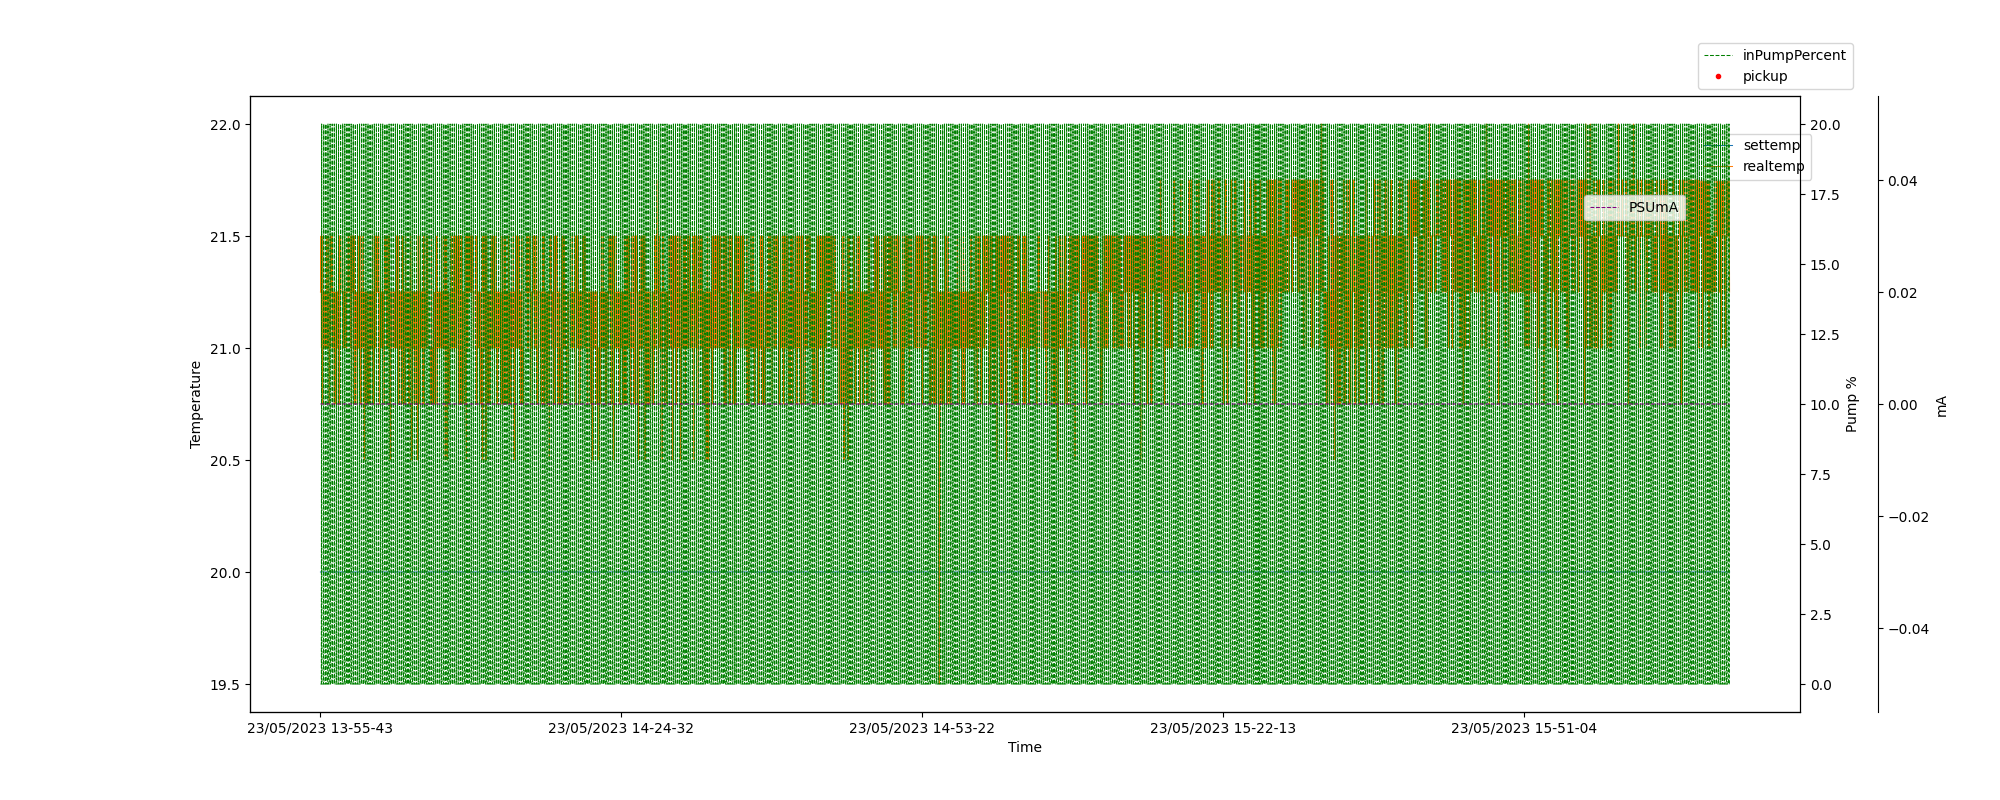 inPumpPercent
pickup
settemp
realtemp
PSUmA
22.0
21.5
21.0
20.5
20.0
19.5
Temperature
20.0
17.5
15.0
12.5
10.0
7.5
5.0
2.5
0.0
Pump %
0.04
0.02
0.00
−0.02
−0.04
mA
23/05/2023 13-55-43
23/05/2023 14-24-32
23/05/2023 14-53-22
23/05/2023 15-22-13
23/05/2023 15-51-04
Time